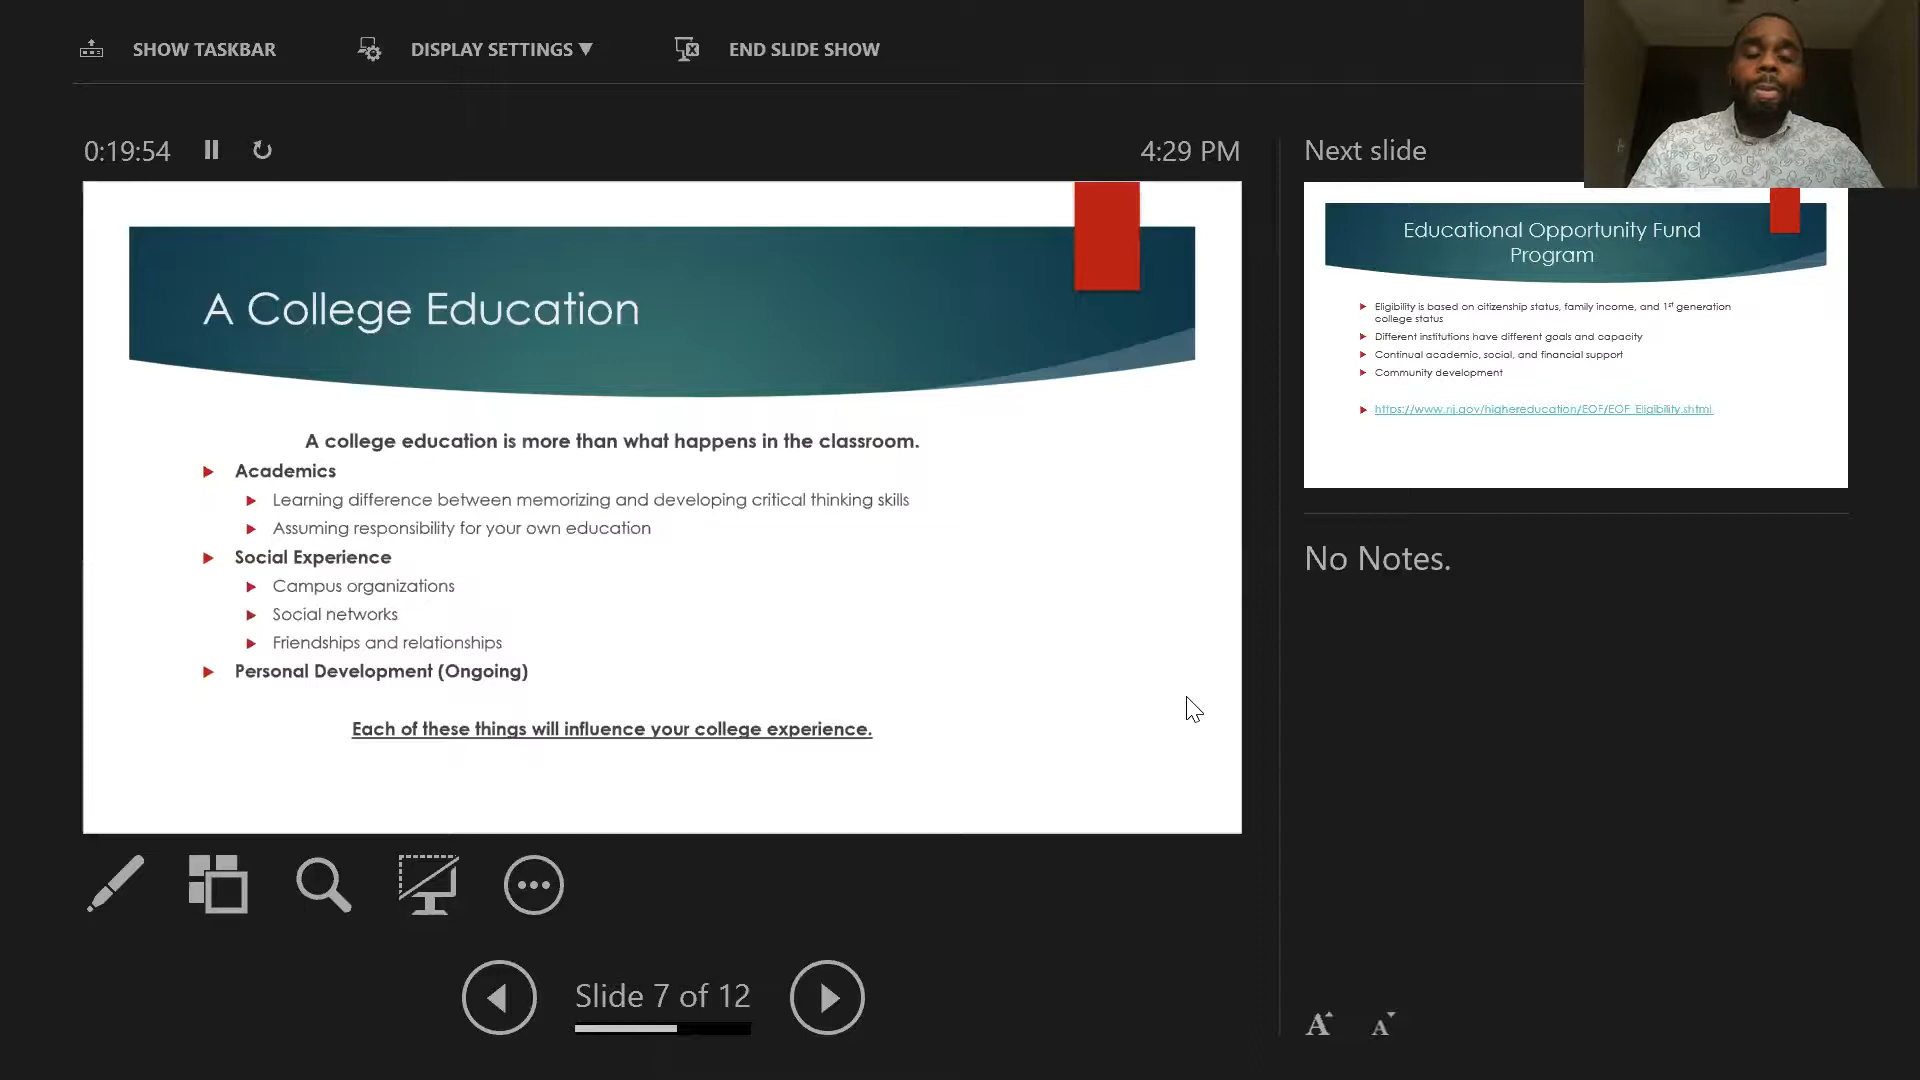 SHOW TASKBAR
DISPLAY SETTINGS ▼
END SLIDE SHOW
0:19:54
4:29 PM
A College Education
A college education is more than what happens in the classroom.
Academics
Learning difference between memorizing and developing critical thinking skills
Assuming responsibility for your own education
Social Experience
Campus organizations
Social networks
Friendships and relationships
Personal Development (Ongoing)
Each of these things will influence your college experience.
Slide 7 of 12
Next slide
Educational Opportunity Fund
Program
Eligibility is based on citizenship status, family income, and 1st generation
college status
Different institutions have different goals and capacity
Continual academic, social, and financial support
Community development
https://www.nj.gov/highereducation/EOF/EOF_Eligibility.shtml
No Notes.
A A